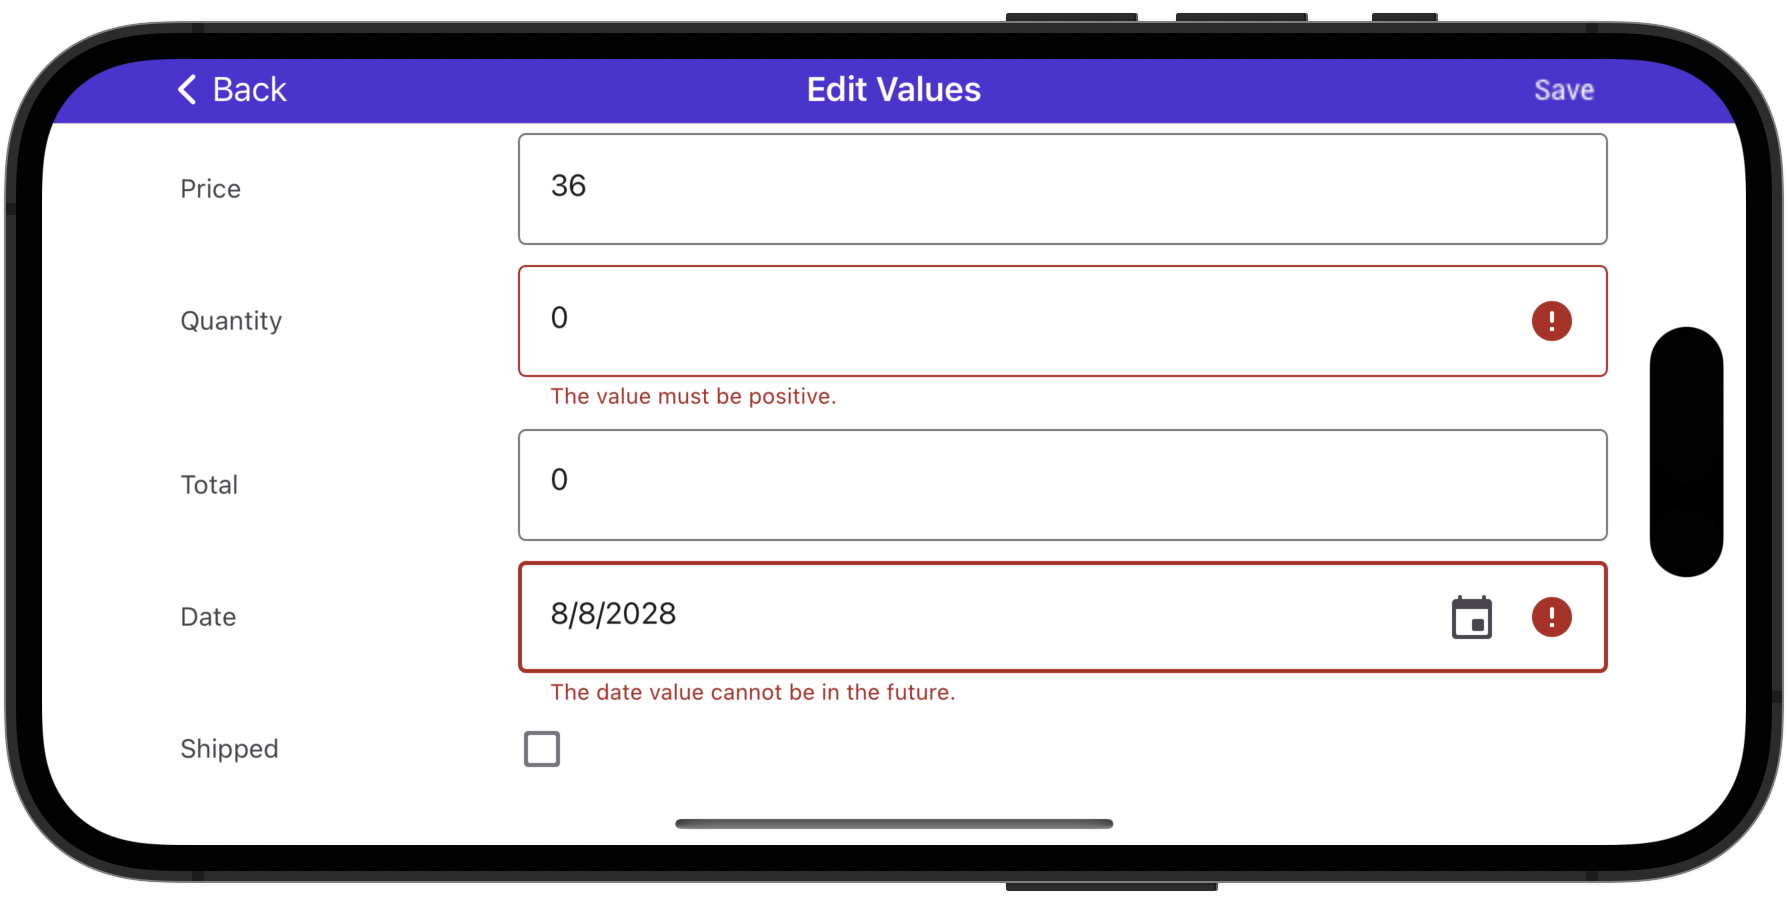 Back
Edit Values
Save
Price
36
Quantity
0
The value must be positive.
Total
0
Date
8/8/2028
The date value cannot be in the future.
Shipped